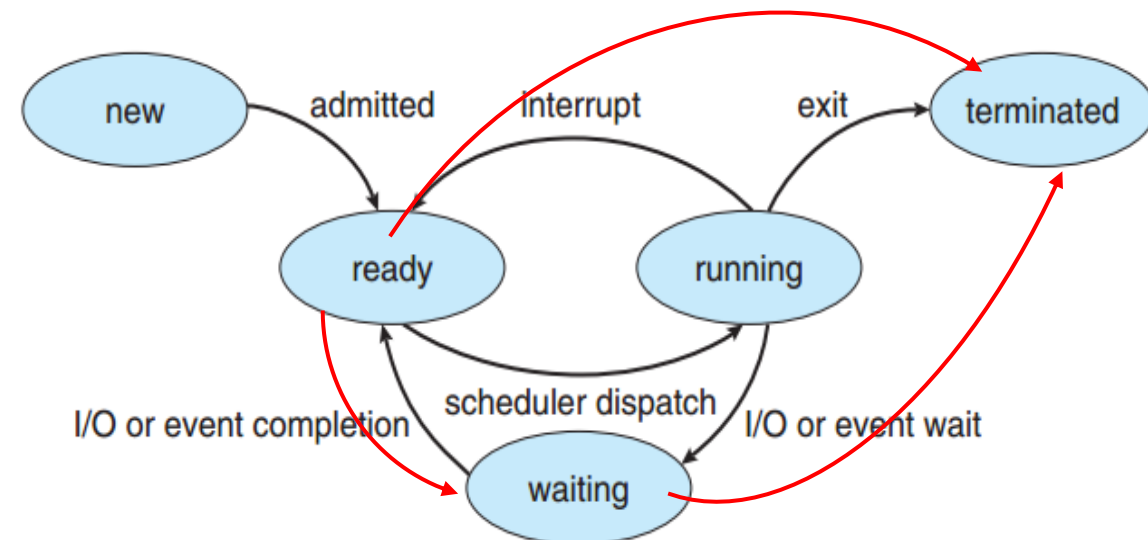 new
admitted
interrupt
exit
terminated
ready
running
scheduler dispatch
I/O or event completion
I/O or event wait
waiting